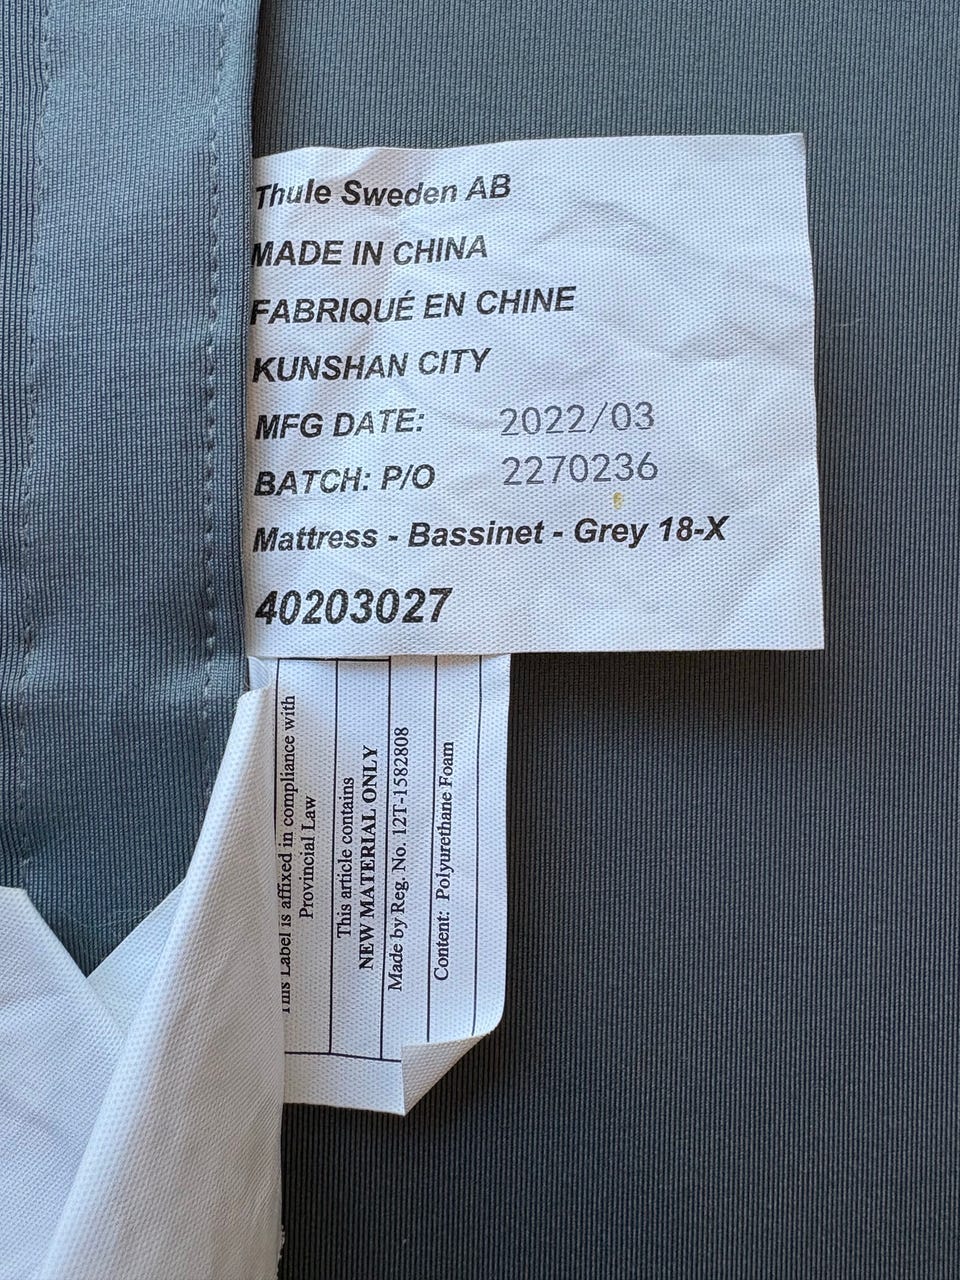 Thule Sweden AB
MADE IN CHINA
FABRIQUÉ EN CHINE
KUNSHAN CITY
MFG DATE: 2022/03
BATCH: P/O 2270236
Mattress - Bassinet - Grey 18-X
40203027
This Label is affixed in compliance with
Provincial Law
This article contains
NEW MATERIAL ONLY
Made by Reg. No. 12T-1582808
Content: Polyurethane Foam